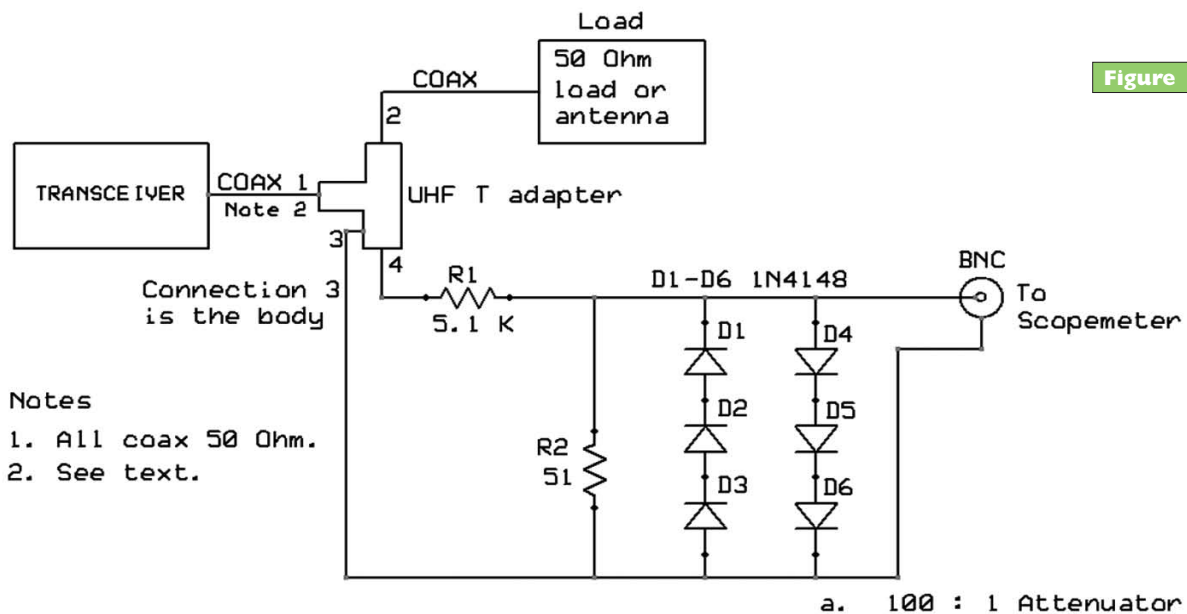 Load
50 Ohm
load or
antenna
Figure
COAX
2
TRANSCEIVER
COAX 1
Note 2
UHF T adapter
3
4
Connection 3
is the body
R1
5.1 K
D1-D6 1N4148
BNC
To
Scopemeter
D1
D4
D2
D5
R2
51
D3
D6
Notes
1. All coax 50 Ohm.
2. See text.
a. 100 : 1 Attenuator